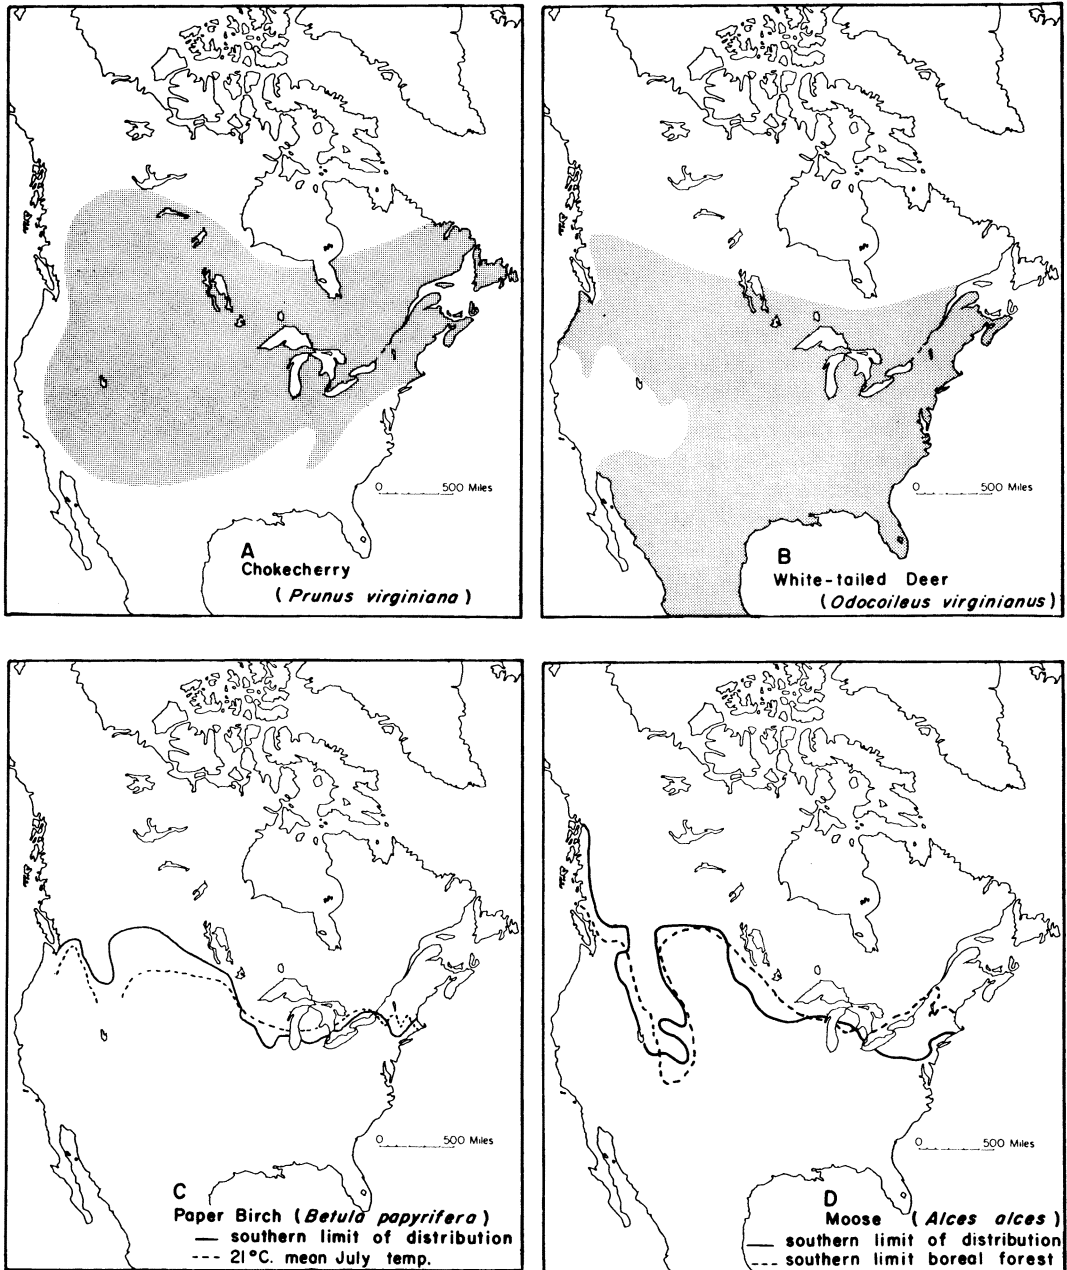 0 500 Miles
A
Chokecherry
( Prunus virginiana )
0 500 Miles
B
White-tailed Deer
( Odocoileus virginianus )
0 500 Miles
C
Paper Birch ( Betula papyrifera )
southern limit of distribution
21°C. mean July temp.
0 500 Miles
D
Moose ( Alces alces )
southern limit of distribution
southern limit boreal forest